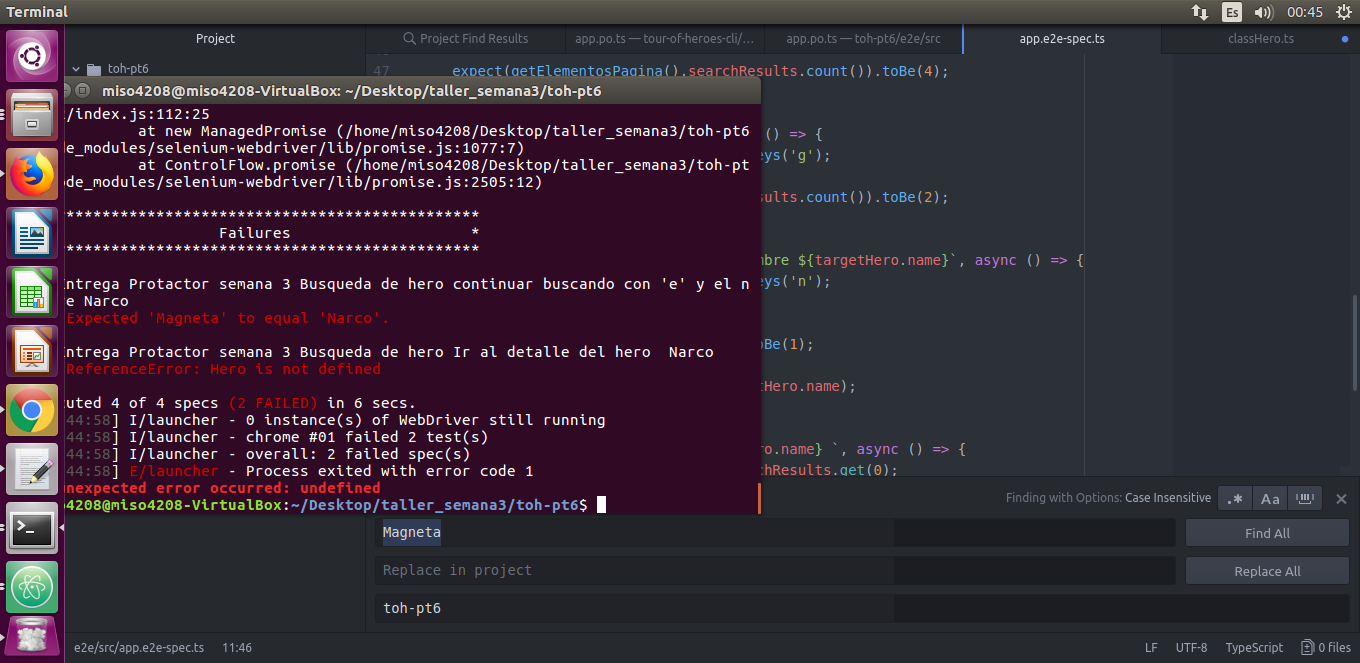 Terminal
Es
00:45
Project
Project Find Results
app.po.ts — tour-of-heroes-cli/...
app.po.ts — toh-pt6/e2e/src
app.e2e-spec.ts
classHero.ts
toh-pt6
47 expect(getElementosPagina().searchResults.count()).toBe(4);
miso4208@miso4208-VirtualBox: ~/Desktop/taller_semana3/toh-pt6
/index.js:112:25
at new ManagedPromise (/home/miso4208/Desktop/taller_semana3/toh-pt6
de_modules/selenium-webdriver/lib/promise.js:1077:7)
at ControlFlow.promise (/home/miso4208/Desktop/taller_semana3/toh-pt
ode_modules/selenium-webdriver/lib/promise.js:2505:12)
***********************************************
Failures *
***********************************************
ntrega Protactor semana 3 Busqueda de hero continuar buscando con 'e' y el n
e Narco
Expected 'Magneta' to equal 'Narco'.
ntrega Protactor semana 3 Busqueda de hero Ir al detalle del hero  Narco
ReferenceError: Hero is not defined
uted 4 of 4 specs (2 FAILED) in 6 secs.
44:58] I/launcher - 0 instance(s) of WebDriver still running
44:58] I/launcher - chrome #01 failed 2 test(s)
44:58] I/launcher - overall: 2 failed spec(s)
44:58] E/launcher - Process exited with error code 1
nexpected error occurred: undefined
4208@miso4208-VirtualBox:~/Desktop/taller_semana3/toh-pt6$
() => {
eys('g');
ults.count()).toBe(2);
mbre ${targetHero.name}`, async () => {
eys('n');
oBe(1);
tHero.name);
ro.name} `, async () => {
chResults.get(0);
Finding with Options: Case Insensitive
.*
Aa
Magneta
Find All
Replace in project
Replace All
toh-pt6
e2e/src/app.e2e-spec.ts
11:46
LF
UTF-8
TypeScript
0 files